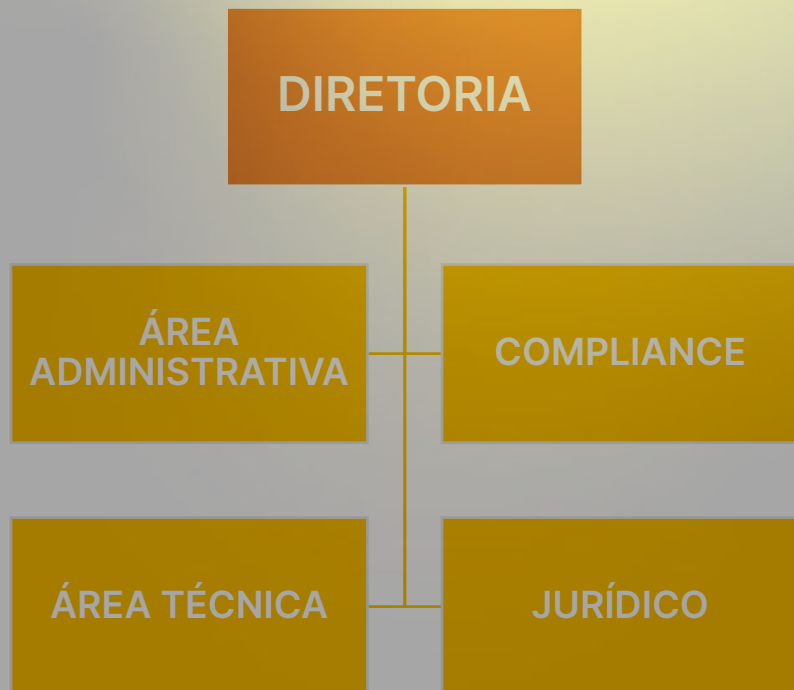 DIRETORIA
ÁREA
ADMINISTRATIVA
COMPLIANCE
ÁREA TÉCNICA
JURÍDICO